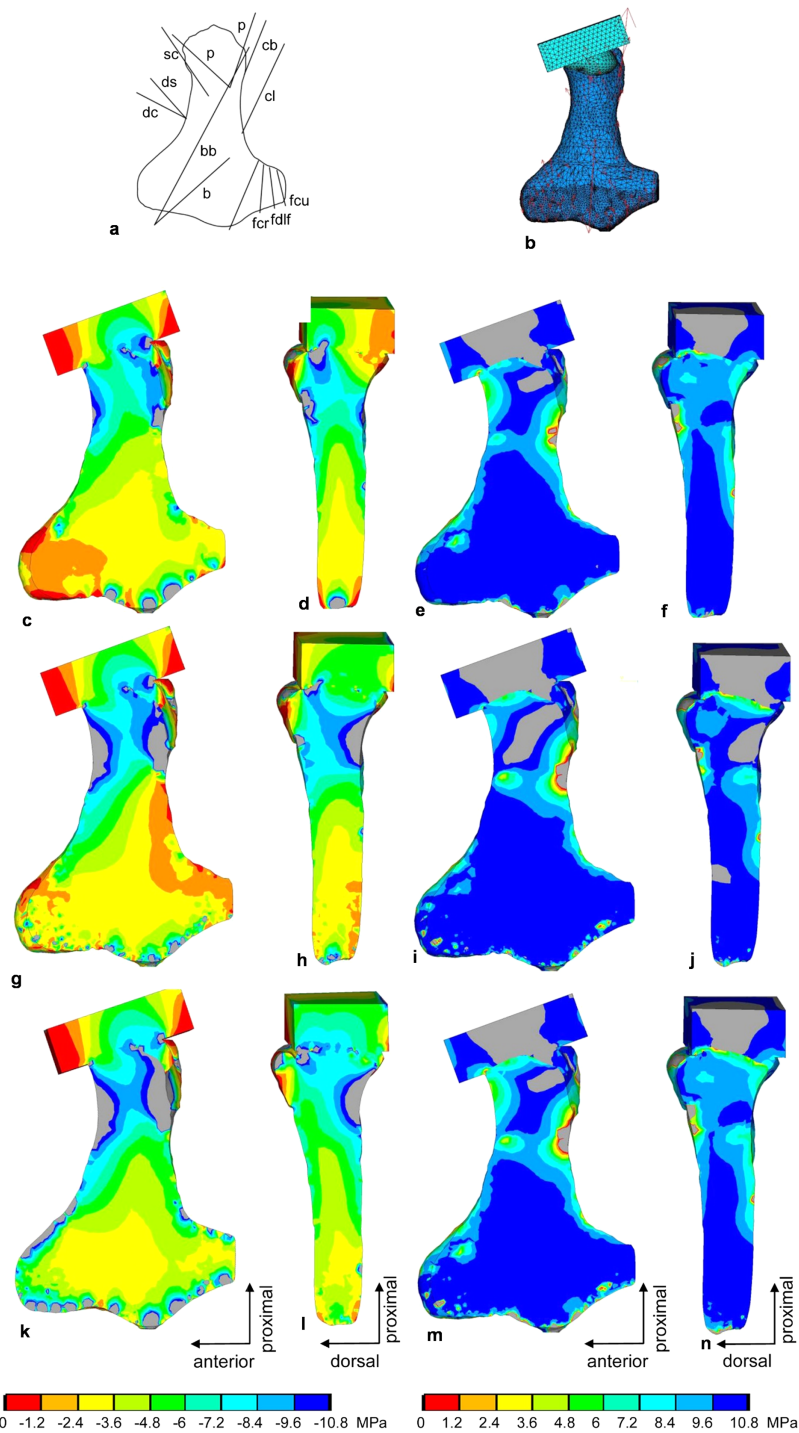 p
cb
sc
p
ds
cl
dc
bb
b
fcu
fcr
fdlf
a
b
c
d
e
f
g
h
i
j
k
l
m
n
proximal
proximal
proximal
proximal
anterior
dorsal
anterior
dorsal
0 -1.2 -2.4 -3.6 -4.8 -6 -7.2 -8.4 -9.6 -10.8 MPa
0 1.2 2.4 3.6 4.8 6 7.2 8.4 9.6 10.8 MPa